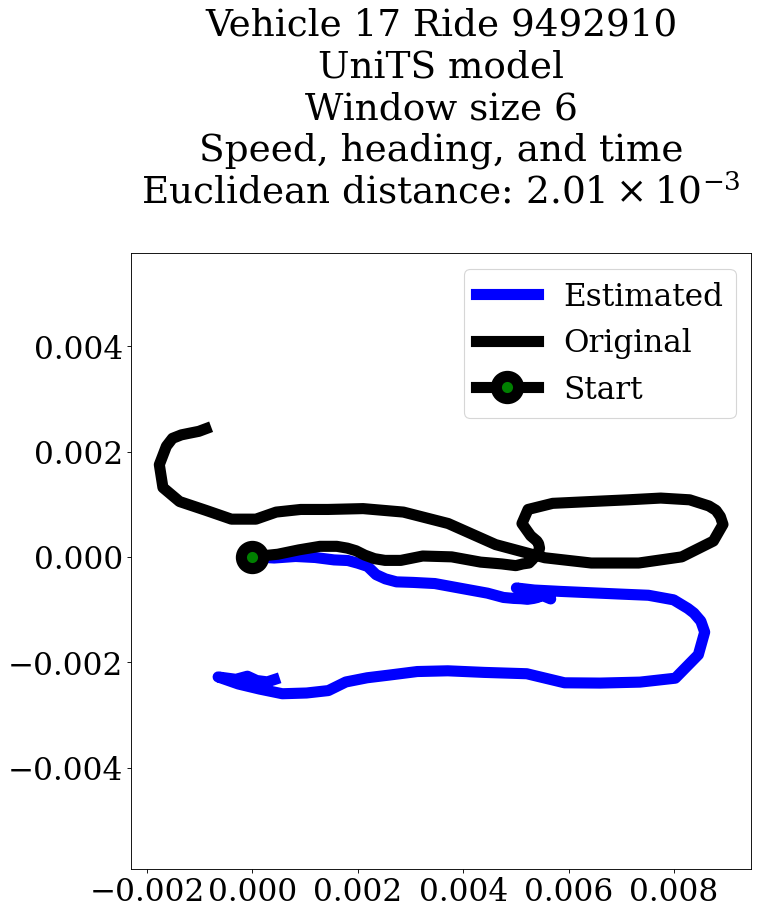 Vehicle 17 Ride 9492910
UniTS model
Window size 6
Speed, heading, and time
Euclidean distance: 2.01 × 10⁻³
Estimated
Original
Start
0.004
0.002
0.000
−0.002
−0.004
−0.002 0.000 0.002 0.004 0.006 0.008